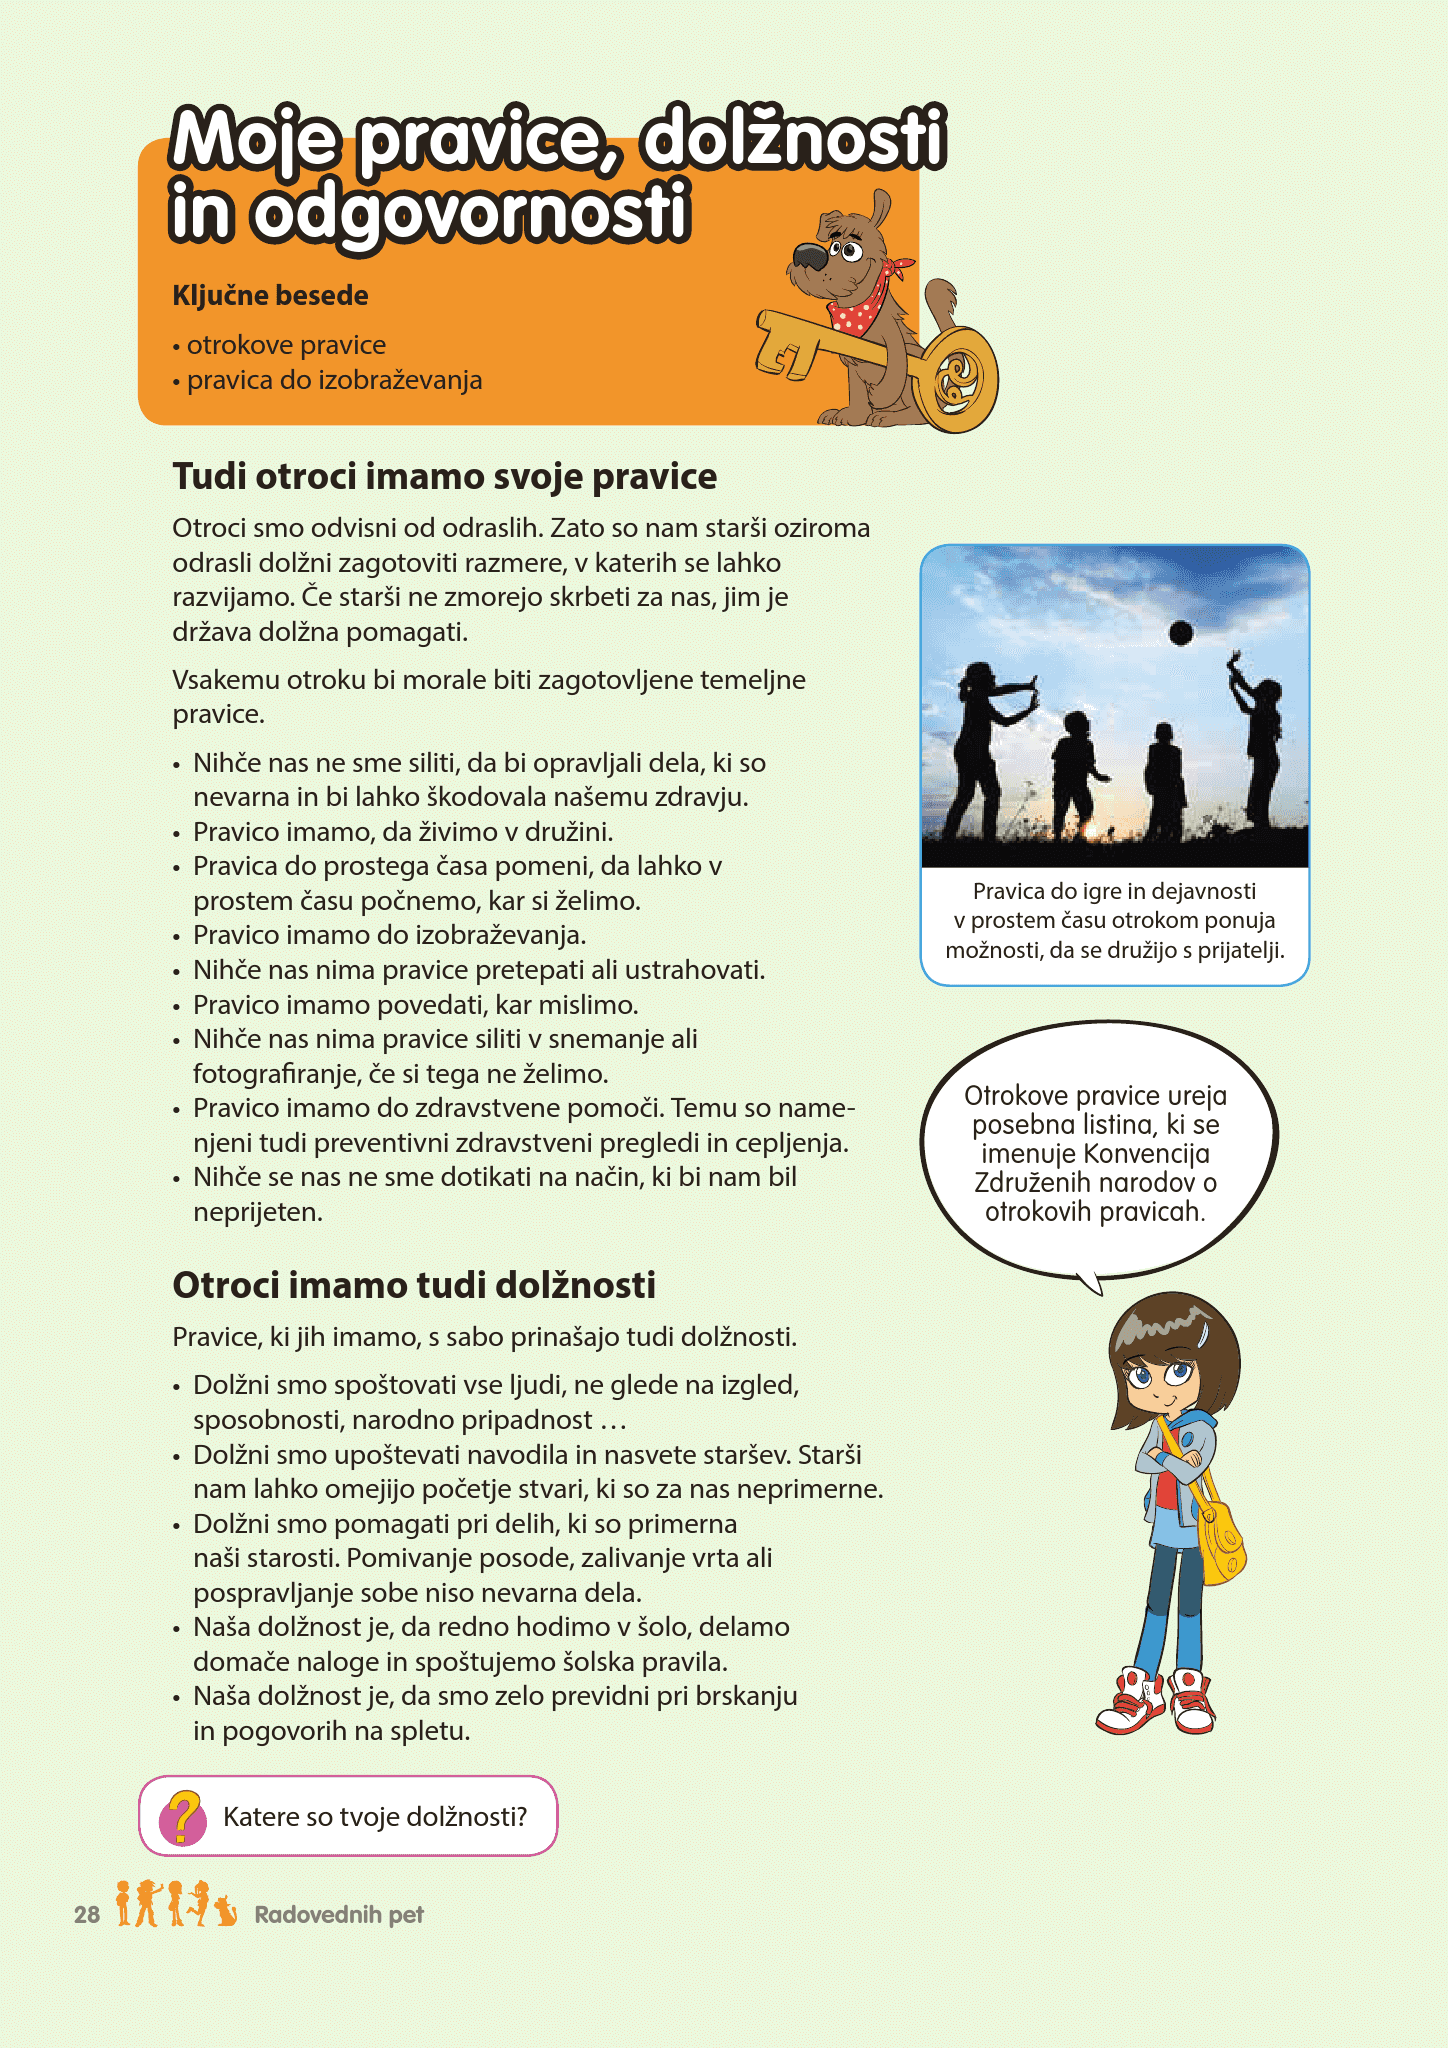 Moje pravice, dolžnosti
in odgovornosti
Ključne besede
• otrokove pravice
• pravica do izobraževanja
Tudi otroci imamo svoje pravice
Otroci smo odvisni od odraslih. Zato so nam starši oziroma
odrasli dolžni zagotoviti razmere, v katerih se lahko
razvijamo. Če starši ne zmorejo skrbeti za nas, jim je
država dolžna pomagati.
Vsakemu otroku bi morale biti zagotovljene temeljne
pravice.
• Nihče nas ne sme siliti, da bi opravljali dela, ki so
nevarna in bi lahko škodovala našemu zdravju.
• Pravico imamo, da živimo v družini.
• Pravica do prostega časa pomeni, da lahko v
prostem času počnemo, kar si želimo.
• Pravico imamo do izobraževanja.
• Nihče nas nima pravice pretepati ali ustrahovati.
• Pravico imamo povedati, kar mislimo.
• Nihče nas nima pravice siliti v snemanje ali
fotografiranje, če si tega ne želimo.
• Pravico imamo do zdravstvene pomoči. Temu so name-
njeni tudi preventivni zdravstveni pregledi in cepljenja.
• Nihče se nas ne sme dotikati na način, ki bi nam bil
neprijeten.
Pravica do igre in dejavnosti
v prostem času otrokom ponuja
možnosti, da se družijo s prijatelji.
Otrokove pravice ureja
posebna listina, ki se
imenuje Konvencija
Združenih narodov o
otrokovih pravicah.
Otroci imamo tudi dolžnosti
Pravice, ki jih imamo, s sabo prinašajo tudi dolžnosti.
• Dolžni smo spoštovati vse ljudi, ne glede na izgled,
sposobnosti, narodno pripadnost …
• Dolžni smo upoštevati navodila in nasvete staršev. Starši
nam lahko omejijo početje stvari, ki so za nas neprimerne.
• Dolžni smo pomagati pri delih, ki so primerna
naši starosti. Pomivanje posode, zalivanje vrta ali
pospravljanje sobe niso nevarna dela.
• Naša dolžnost je, da redno hodimo v šolo, delamo
domače naloge in spoštujemo šolska pravila.
• Naša dolžnost je, da smo zelo previdni pri brskanju
in pogovorih na spletu.
? Katere so tvoje dolžnosti?
28 Radovednih pet